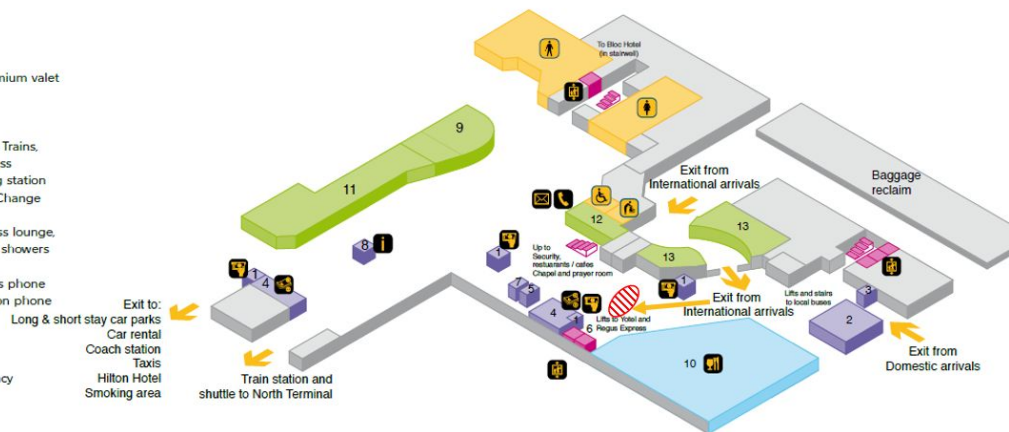 mium valet
Trains,
ss
g station
Change
ss lounge,
showers
s phone
on phone
cy
To Bloc Hotel
(in stairwell)
9
11
Baggage
reclaim
Exit from
International arrivals
12
13
13
8
i
1
Up to
Security,
restuarants / cafes
Chapel and prayer room
1
4
1
5
1
4
1
6
Lifts to Yotel and
Regus Express
Exit from
International arrivals
Lifts and stairs
to local buses
3
2
Exit from
Domestic arrivals
10
Exit to:
Long & short stay car parks
Car rental
Coach station
Taxis
Hilton Hotel
Smoking area
Train station and
shuttle to North Terminal